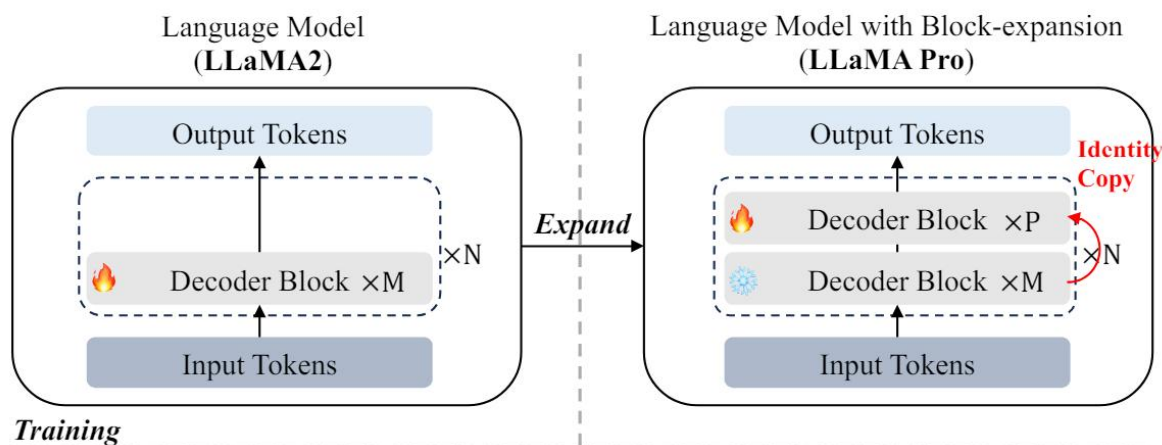 Language Model
(LLaMA2)
Output Tokens
Decoder Block ×M
×N
Input Tokens
Expand
Language Model with Block-expansion
(LLaMA Pro)
Output Tokens
Identity
Copy
Decoder Block ×P
Decoder Block ×M
×N
Input Tokens
Training